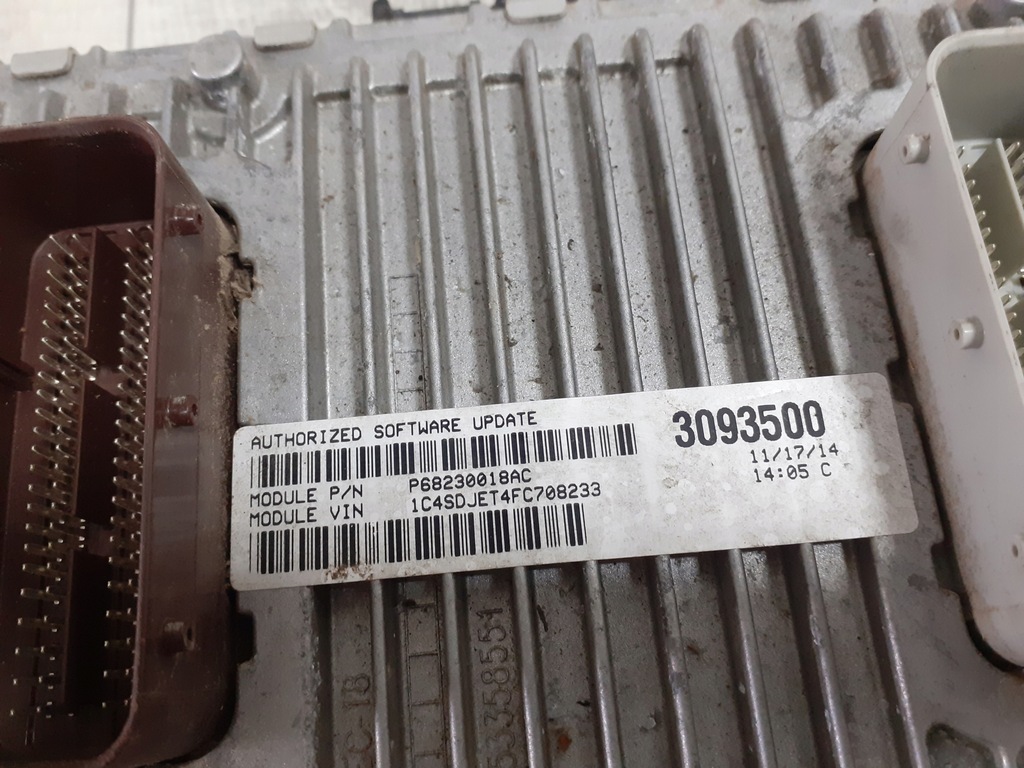 AUTHORIZED SOFTWARE UPDATE
3093500
11/17/14
14:05 C
MODULE P/N P68230018AC
MODULE VIN 1C4SDJET4FC708233